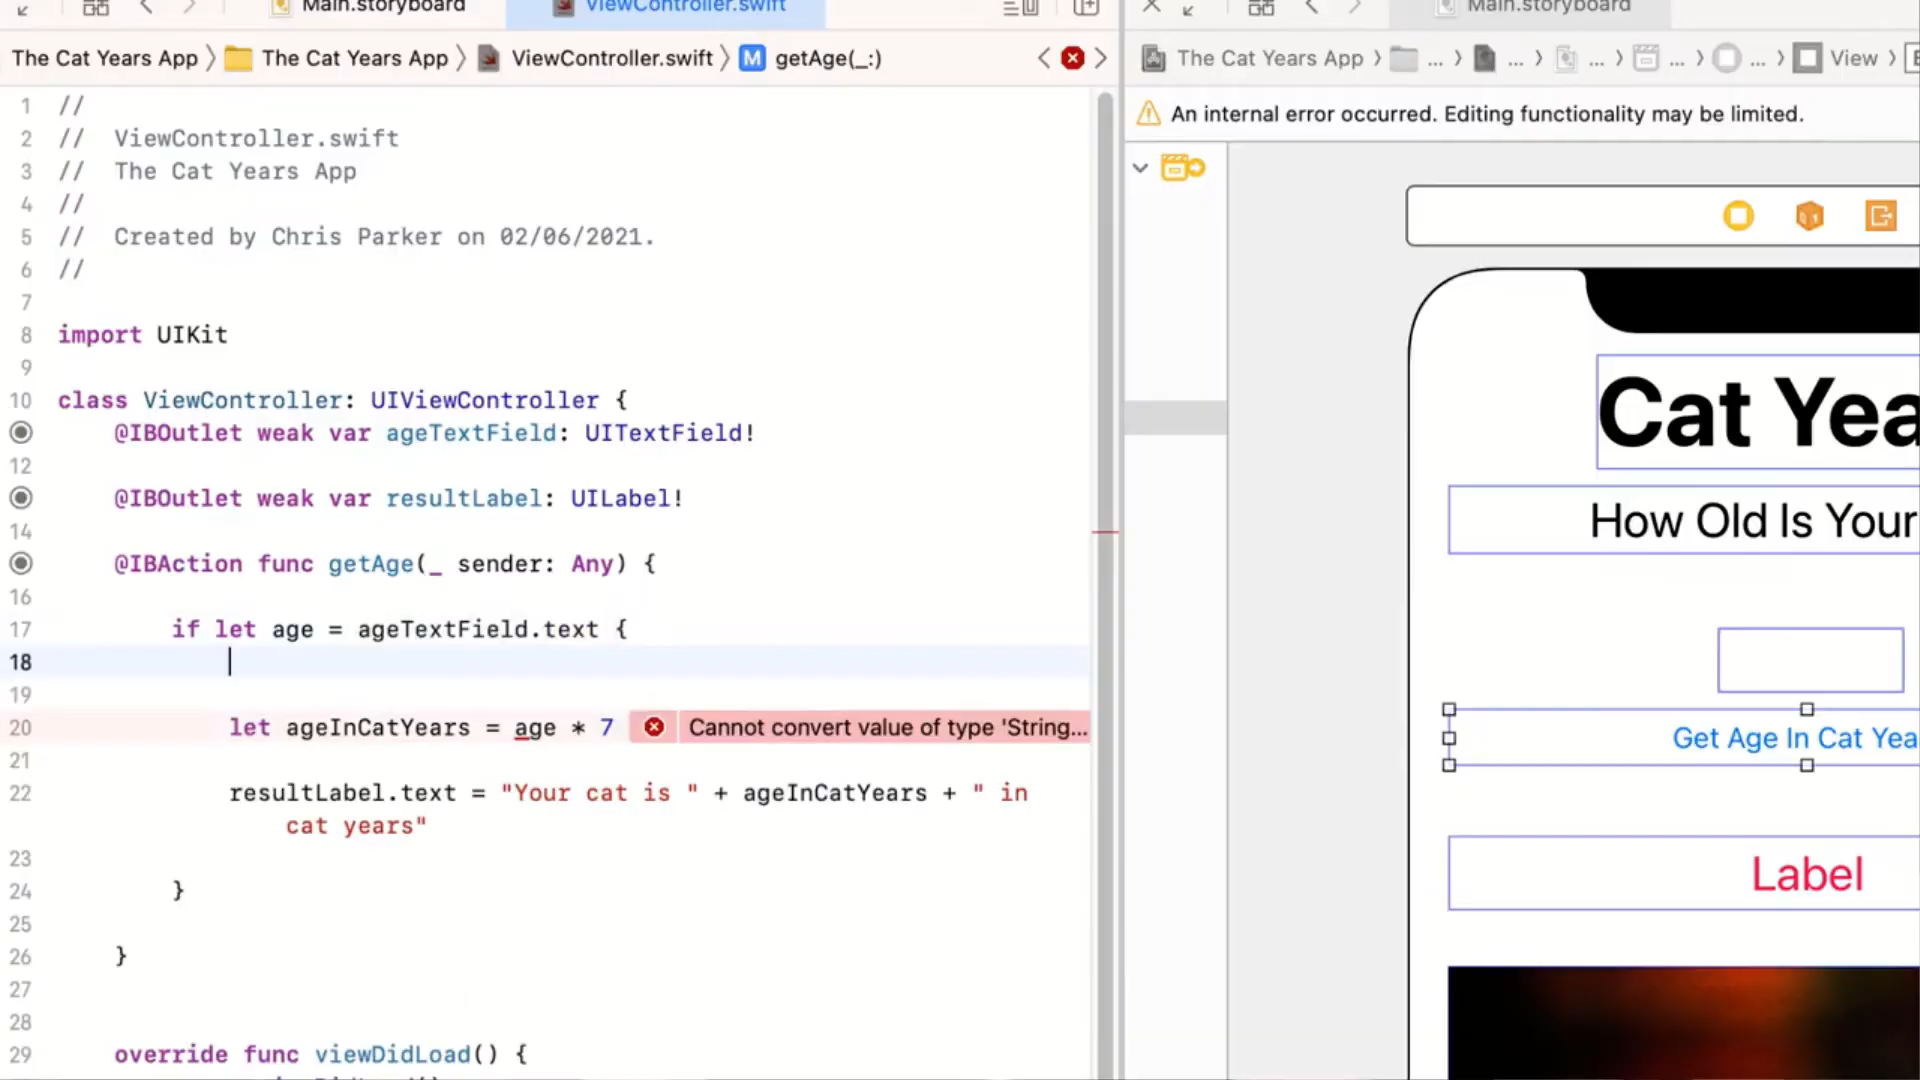 Main.storyboard
ViewController.swift
Main.storyboard
The Cat Years App
The Cat Years App
ViewController.swift
M
getAge(_:)
The Cat Years App
...
...
...
...
...
View
An internal error occurred. Editing functionality may be limited.
1 //
2 // ViewController.swift
3 // The Cat Years App
4 //
5 // Created by Chris Parker on 02/06/2021.
6 //
7
8 import UIKit
9
10 class ViewController: UIViewController {
@IBOutlet weak var ageTextField: UITextField!
12
@IBOutlet weak var resultLabel: UILabel!
14
@IBAction func getAge(_ sender: Any) {
16
17 if let age = ageTextField.text {
18
19
20 let ageInCatYears = age * 7 Cannot convert value of type 'String...
21
22 resultLabel.text = "Your cat is " + ageInCatYears + " in
cat years"
23
24 }
25
26 }
27
28
29 override func viewDidLoad() {
Cat Yea
How Old Is Your
Get Age In Cat Yea
Label